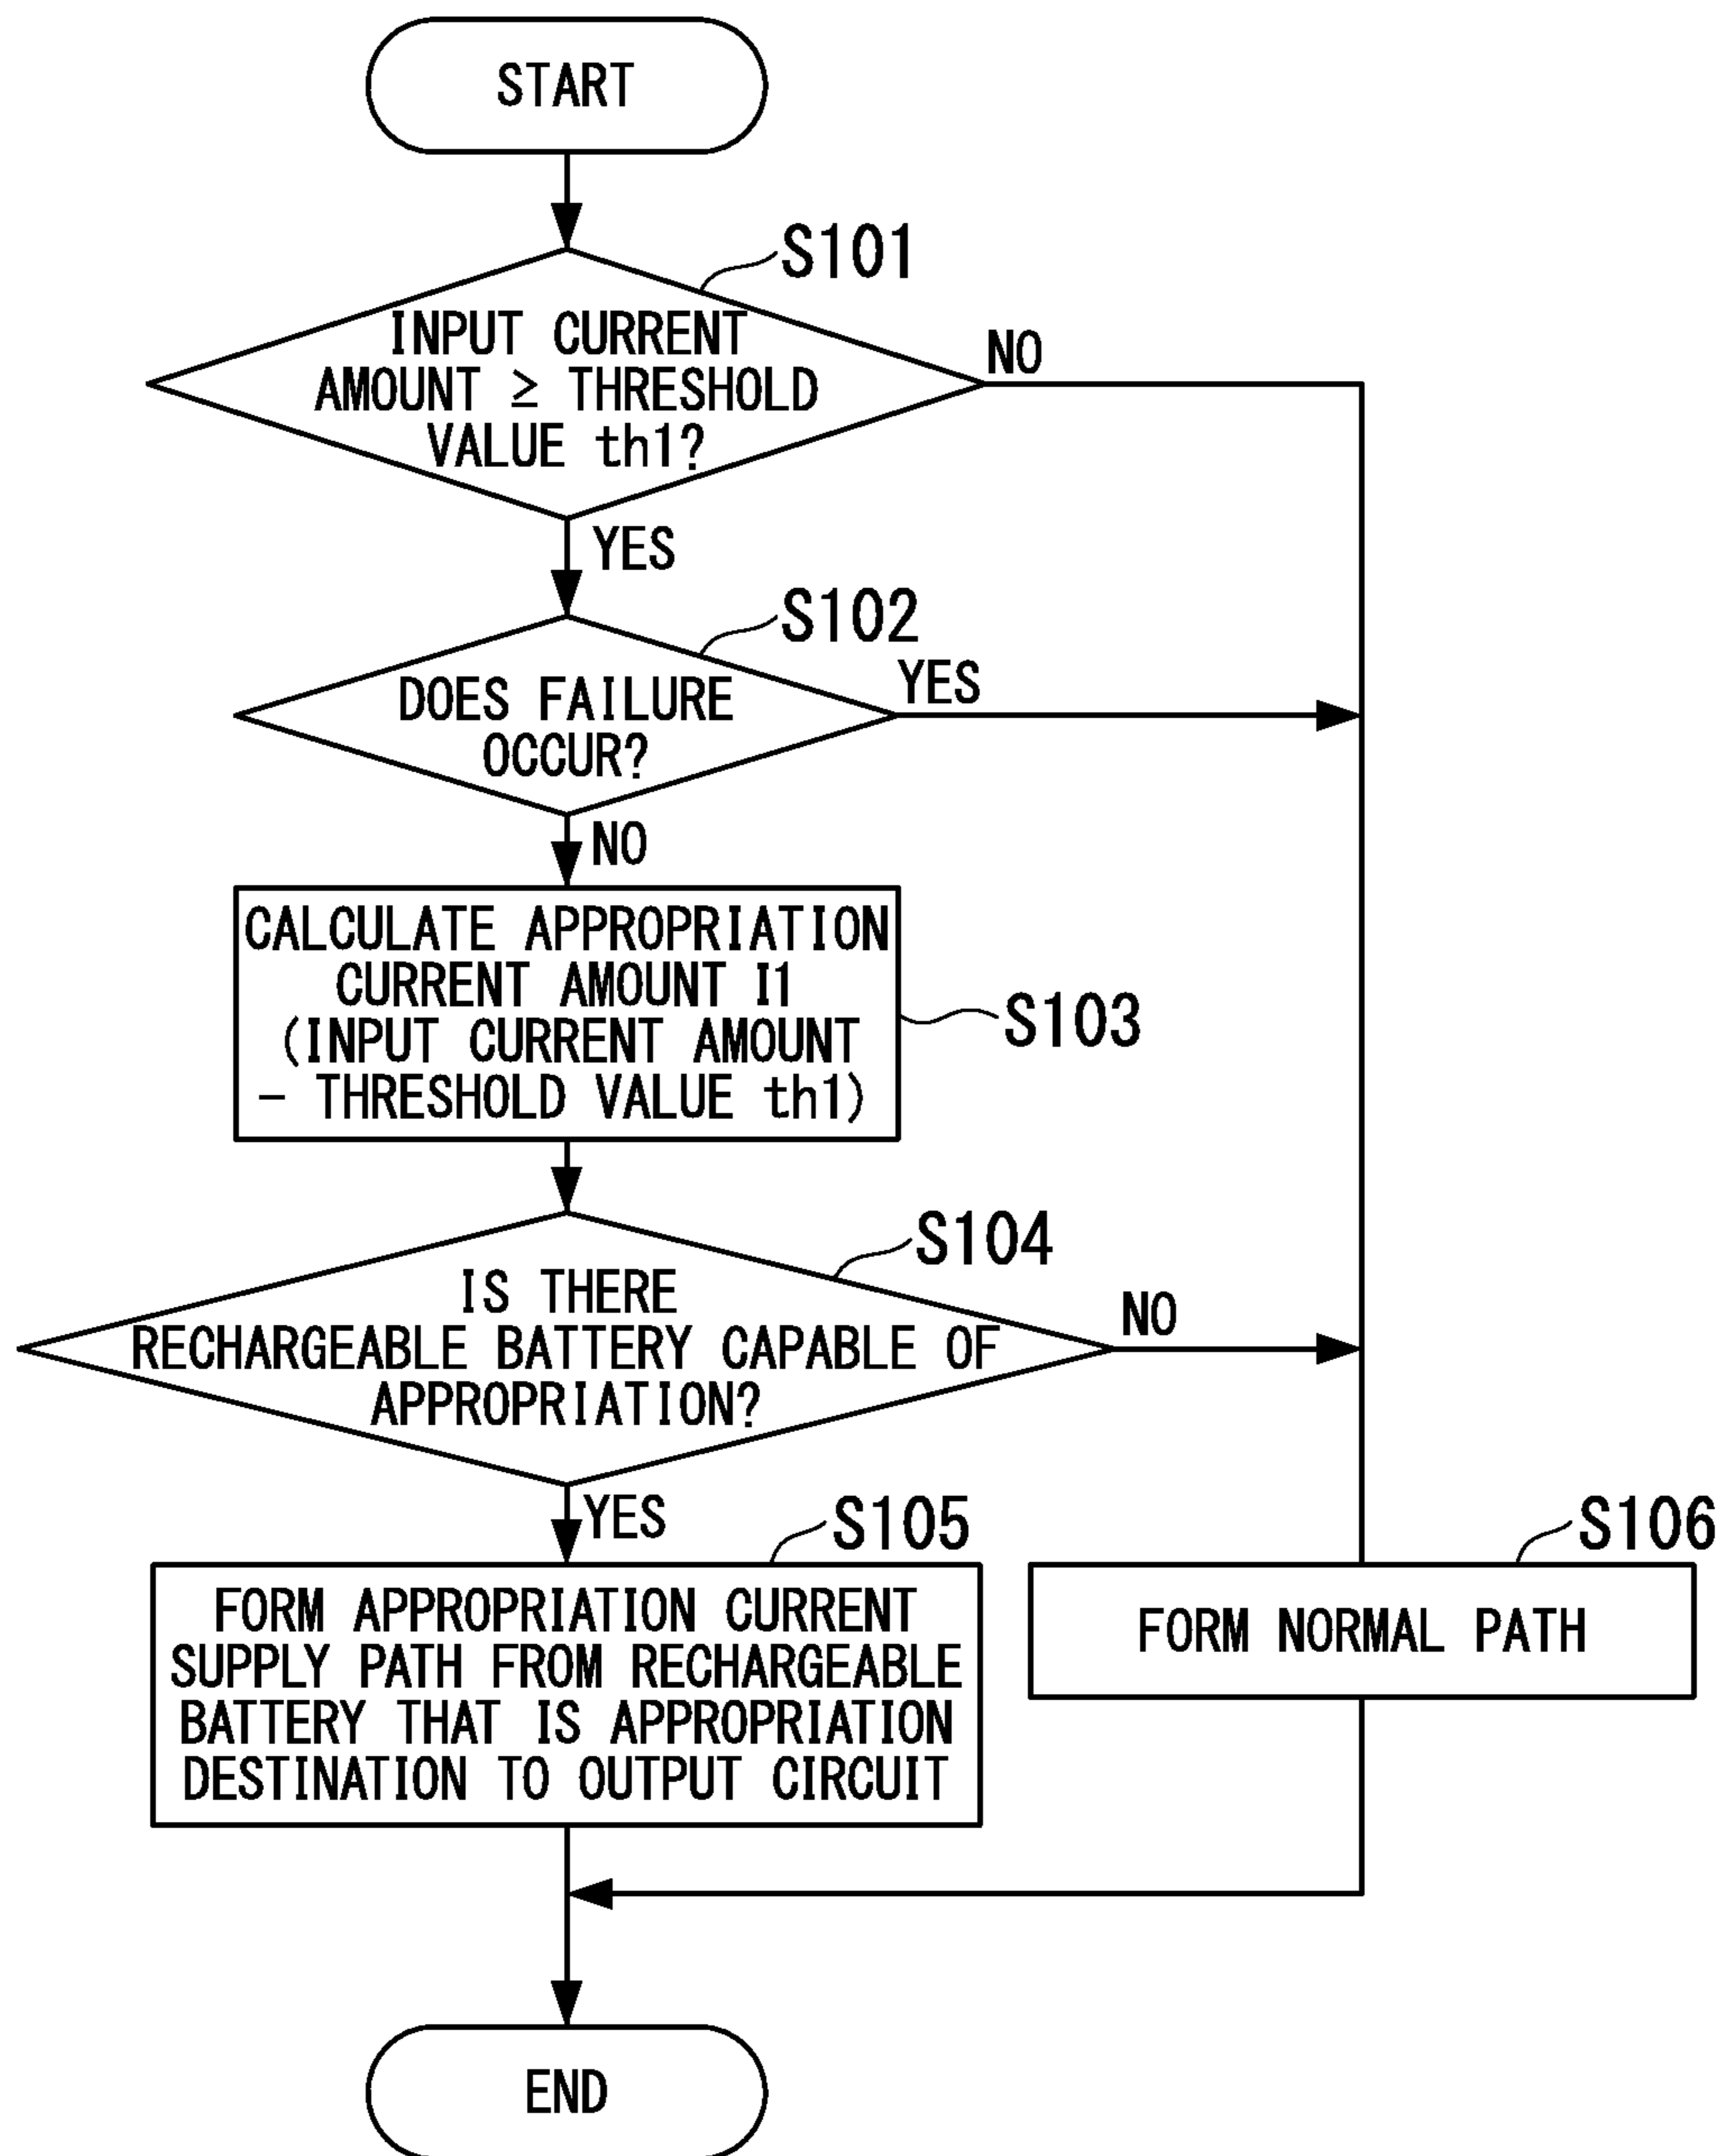 START
S101
INPUT CURRENT
AMOUNT ≥ THRESHOLD
VALUE th1?
NO
YES
S102
DOES FAILURE
OCCUR?
YES
NO
CALCULATE APPROPRIATION
CURRENT AMOUNT I1
(INPUT CURRENT AMOUNT
- THRESHOLD VALUE th1)
S103
S104
IS THERE
RECHARGEABLE BATTERY CAPABLE OF
APPROPRIATION?
NO
YES
S105
FORM APPROPRIATION CURRENT
SUPPLY PATH FROM RECHARGEABLE
BATTERY THAT IS APPROPRIATION
DESTINATION TO OUTPUT CIRCUIT
S106
FORM NORMAL PATH
END